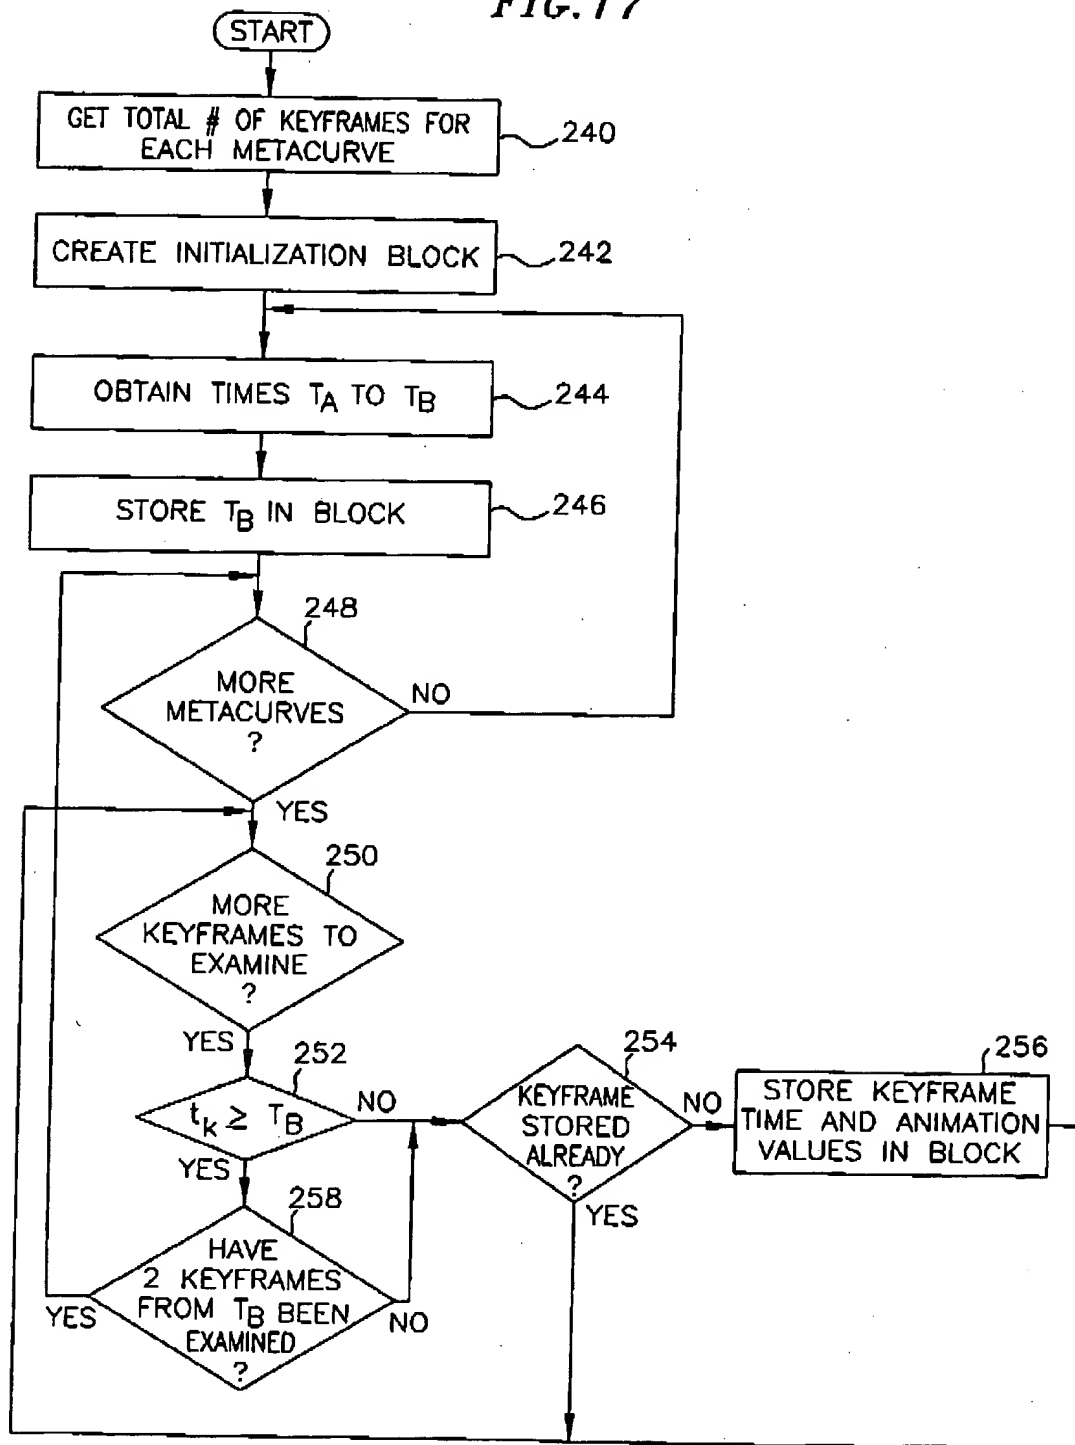 FIG. 17
START
GET TOTAL # OF KEYFRAMES FOR
EACH METACURVE
240
CREATE INITIALIZATION BLOCK
242
OBTAIN TIMES TA TO TB
244
STORE TB IN BLOCK
246
248
MORE
METACURVES
?
NO
YES
250
MORE
KEYFRAMES TO
EXAMINE
?
YES
252
tk ≥ TB
NO
YES
254
KEYFRAME
STORED
ALREADY
?
NO
YES
256
STORE KEYFRAME
TIME AND ANIMATION
VALUES IN BLOCK
258
HAVE
2 KEYFRAMES
FROM TB BEEN
EXAMINED
?
YES
NO